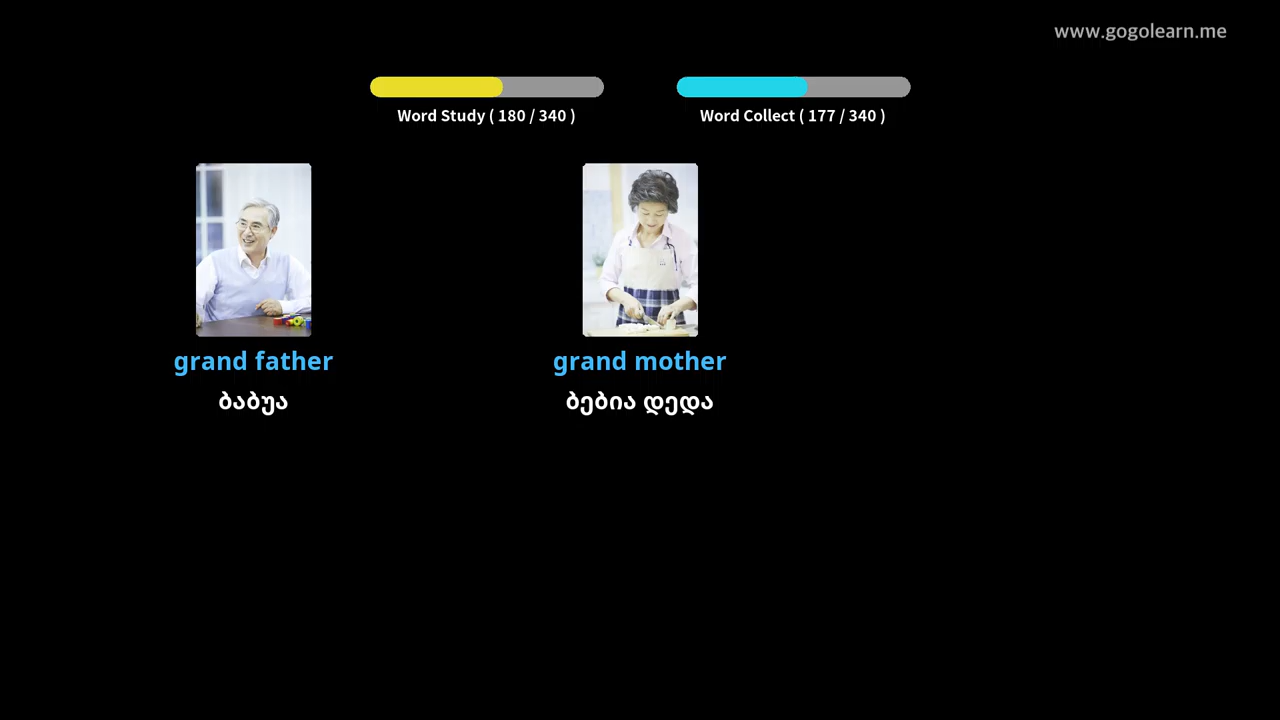 www.gogolearn.me
Word Study ( 180 / 340 )
Word Collect ( 177 / 340 )
grand father
grand mother
ბაბუა
ბებია დედა